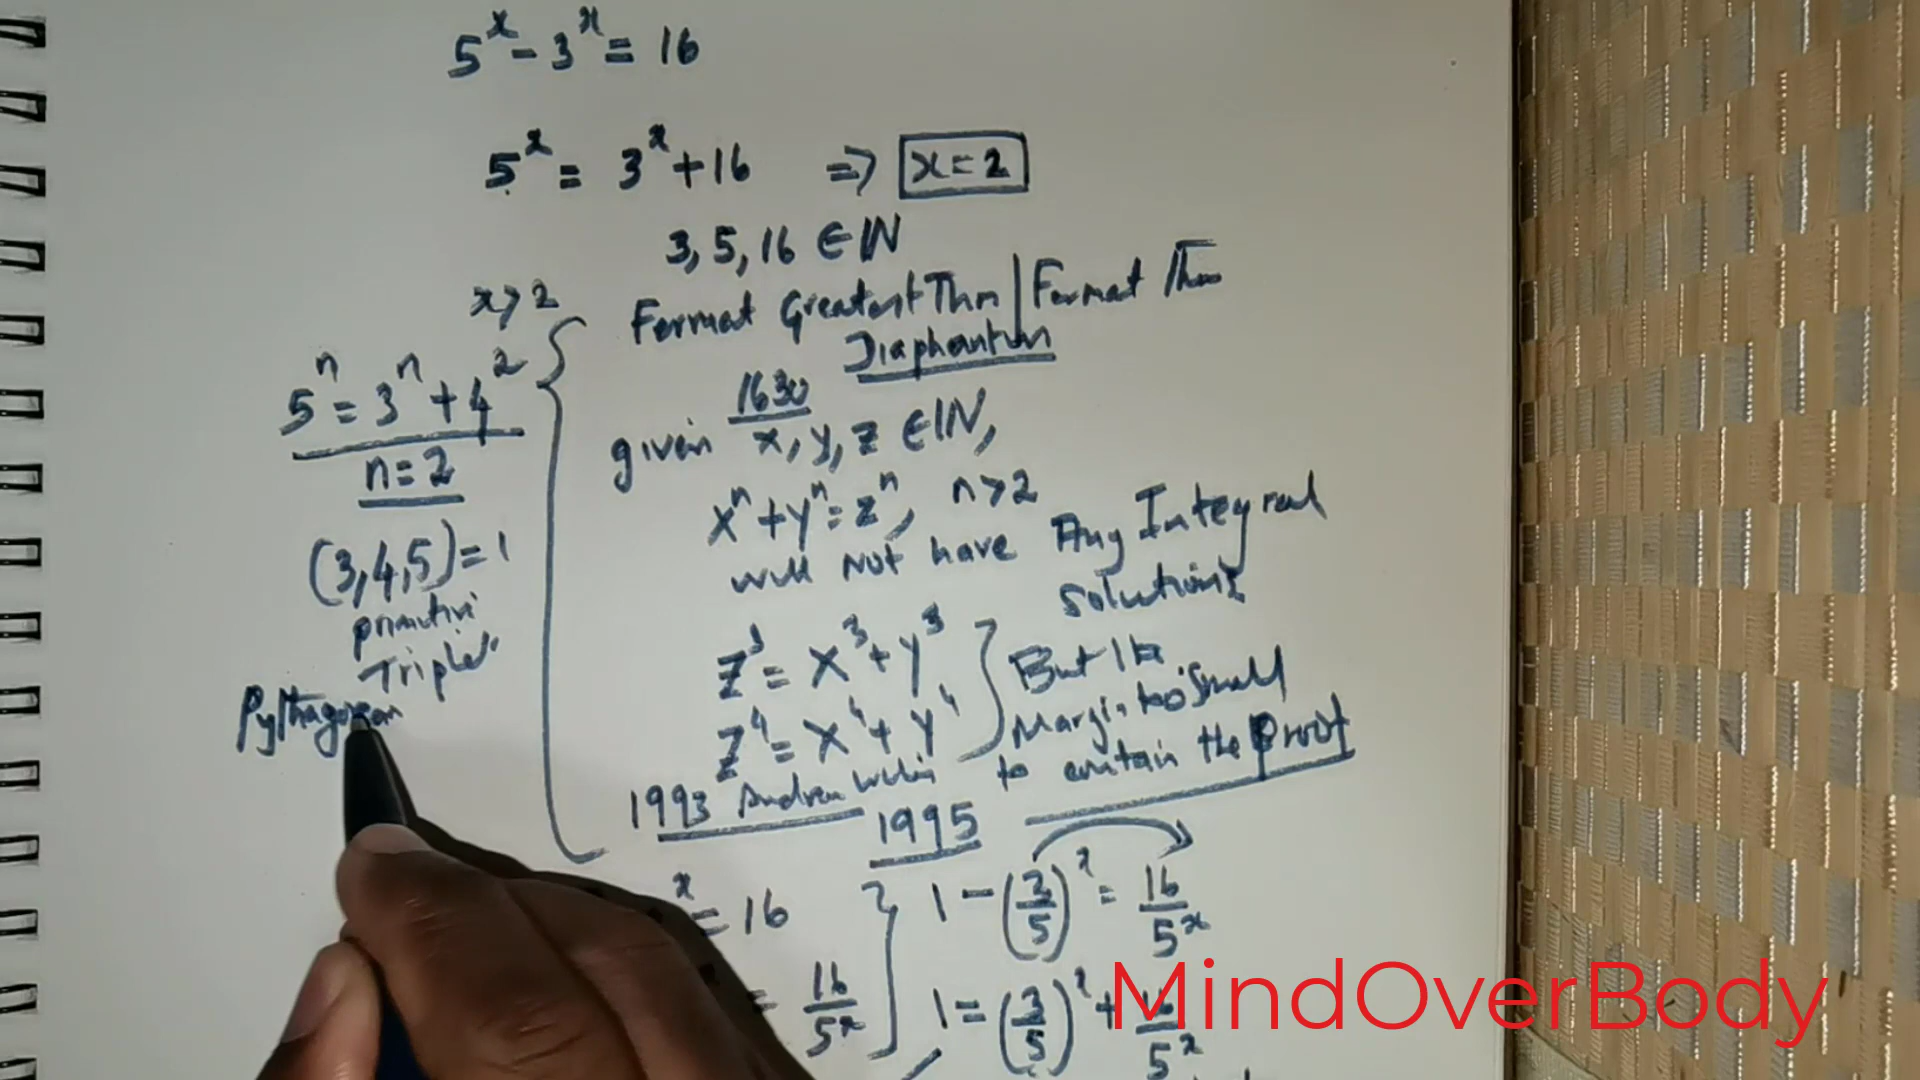 5^x - 3^x = 16
5^x = 3^x + 16 => x = 2
3, 5, 16 ∈ IN
x > 2
Fermat Greatest Thm | Fermat Thm
Diaphantum
5^n = 3^n + 4^2
1630
given x, y, z ∈ IN,
n = 2
x^n + y^n = z^n, n > 2
will not have Any Integral
solutions
(3,4,5) = 1
primitive
Triplet
Pythagorean
z^3 = x^3 + y^3
z^4 = x^4 + y^4
But the
Margin too small
to contain the Proof
1993 Andrew Wiles
1995
x = 16
= 16/5^x
1 - (3/5)^x = 16/5^x
1 = (3/5)^x + 16/5^x
MindOverBody